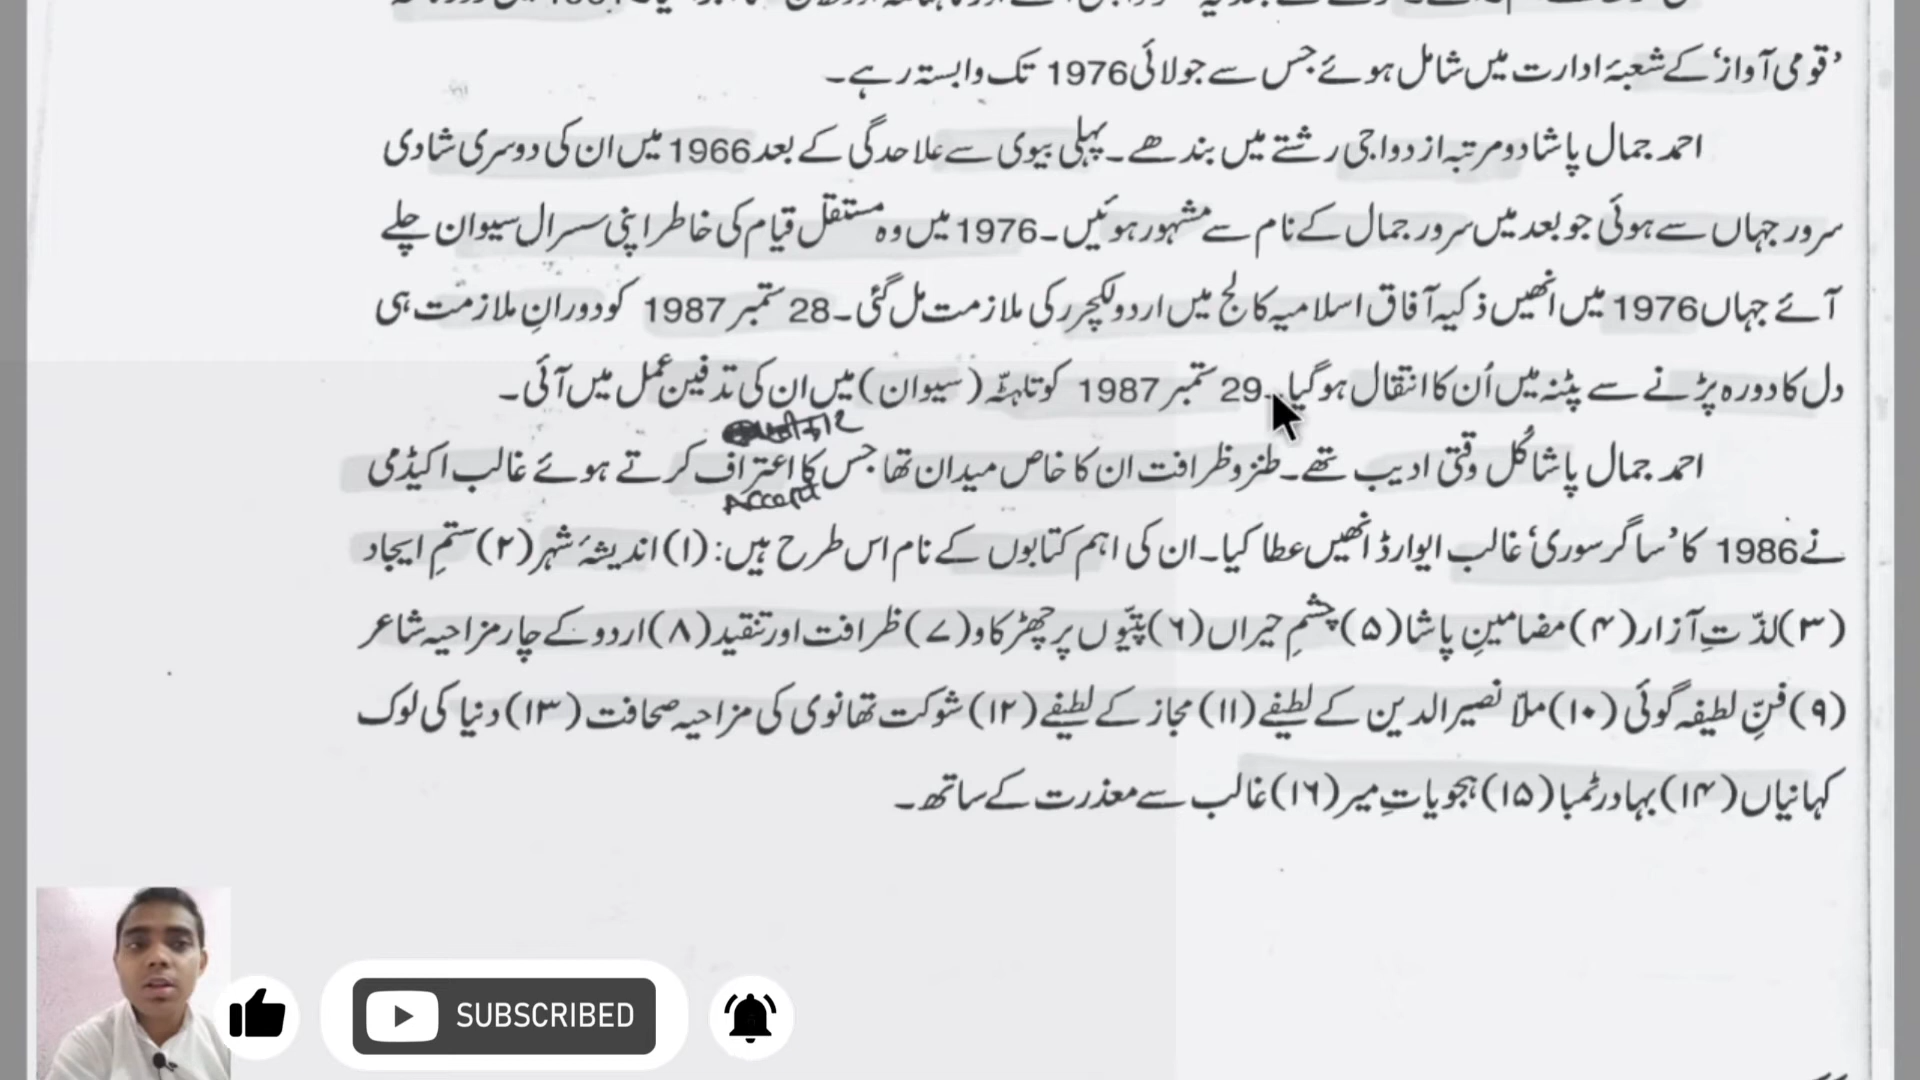 ’قومی آواز‘ کے شعبۂ ادارت میں شامل ہوئے جس سے جولائی 1976 تک وابستہ رہے۔
احمد جمال پاشا دو مرتبہ ازدواجی رشتے میں بندھے۔ پہلی بیوی سے علاحدگی کے بعد 1966 میں ان کی دوسری شادی
سرور جہاں سے ہوئی جو بعد میں سرور جمال کے نام سے مشہور ہوئیں۔ 1976 میں وہ مستقل قیام کی خاطر اپنی سسرال سیوان چلے
آئے جہاں 1976 میں انھیں ذکیہ آفاق اسلامیہ کالج میں اردو لکچرر کی ملازمت مل گئی۔ 28 ستمبر 1987 کو دورانِ ملازمت ہی
دل کا دورہ پڑنے سے پٹنہ میں اُن کا انتقال ہوگیا۔ 29 ستمبر 1987 کو تاہٹہ (سیوان) میں ان کی تدفین عمل میں آئی۔
احمد جمال پاشا کُل وقتی ادیب تھے۔ طنز و ظرافت ان کا خاص میدان تھا جس کا اعتراف کرتے ہوئے غالب اکیڈمی
Accept
نے 1986 کا ’ساگر سوری‘ غالب ایوارڈ انھیں عطا کیا۔ ان کی اہم کتابوں کے نام اس طرح ہیں: (۱) اندیشۂ شہر (۲) ستمِ ایجاد
(۳) لذّتِ آزار (۴) مضامینِ پاشا (۵) چشمِ حیراں (۶) پتّیوں پر چھڑکاو (۷) ظرافت اور تنقید (۸) اردو کے چار مزاحیہ شاعر
(۹) فنِّ لطیفہ گوئی (۱۰) ملاّ نصیر الدین کے لطیفے (۱۱) مجاز کے لطیفے (۱۲) شوکت تھانوی کی مزاحیہ صحافت (۱۳) دنیا کی لوک
کہانیاں (۱۴) بہادر ٹمبا (۱۵) ہجویاتِ میر (۱۶) غالب سے معذرت کے ساتھ۔
SUBSCRIBED